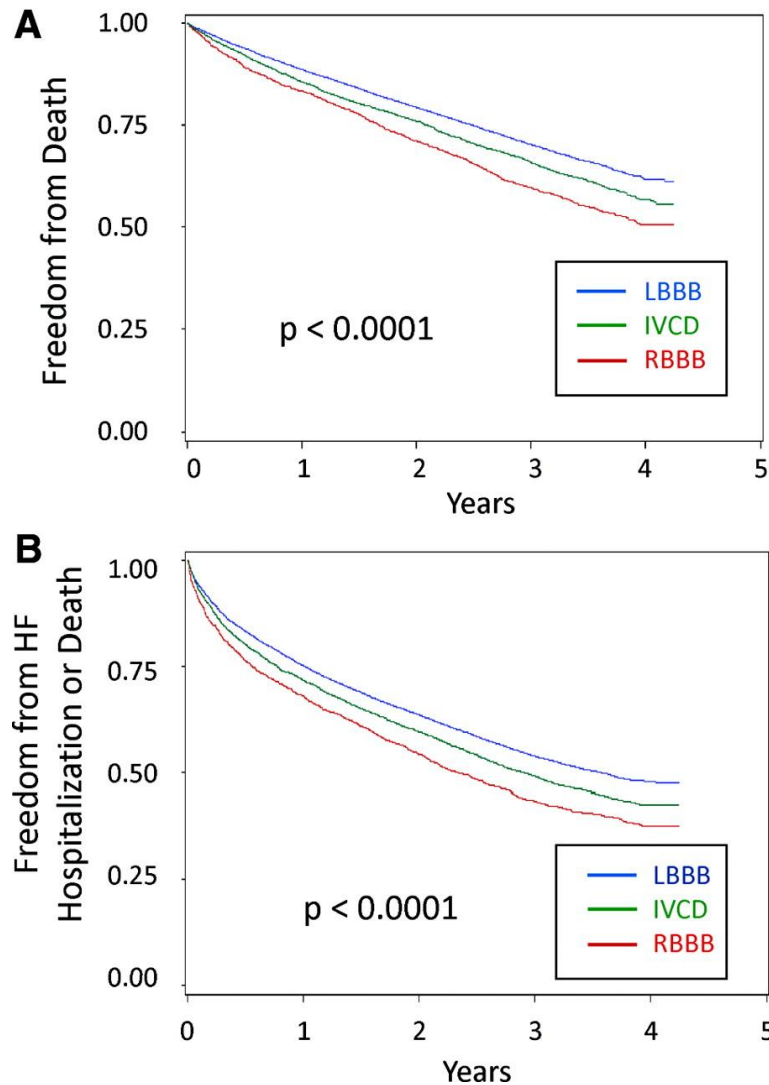 A
Freedom from Death
1.00
0.75
0.50
0.25
0.00
p < 0.0001
LBBB
IVCD
RBBB
0 1 2 3 4 5
Years
B
Freedom from HF
Hospitalization or Death
1.00
0.75
0.50
0.25
0.00
p < 0.0001
LBBB
IVCD
RBBB
0 1 2 3 4 5
Years